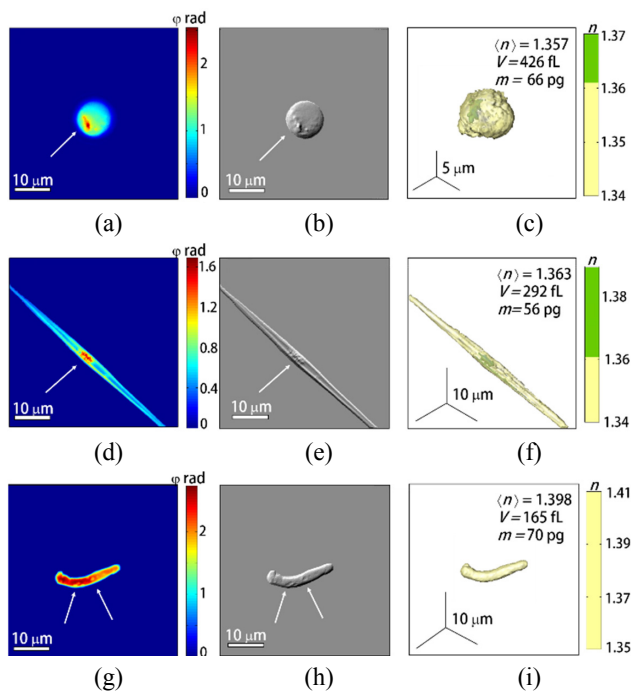 φ rad
2
1
0
10 μm
(a)
10 μm
(b)
⟨n⟩ = 1.357
V = 426 fL
m = 66 pg
5 μm
n
1.37
1.36
1.35
1.34
(c)
φ rad
1.6
1.2
0.8
0.4
0
10 μm
(d)
10 μm
(e)
⟨n⟩ = 1.363
V = 292 fL
m = 56 pg
10 μm
n
1.38
1.36
1.34
(f)
φ rad
2
1
0
10 μm
(g)
10 μm
(h)
⟨n⟩ = 1.398
V = 165 fL
m = 70 pg
10 μm
n
1.41
1.39
1.37
1.35
(i)